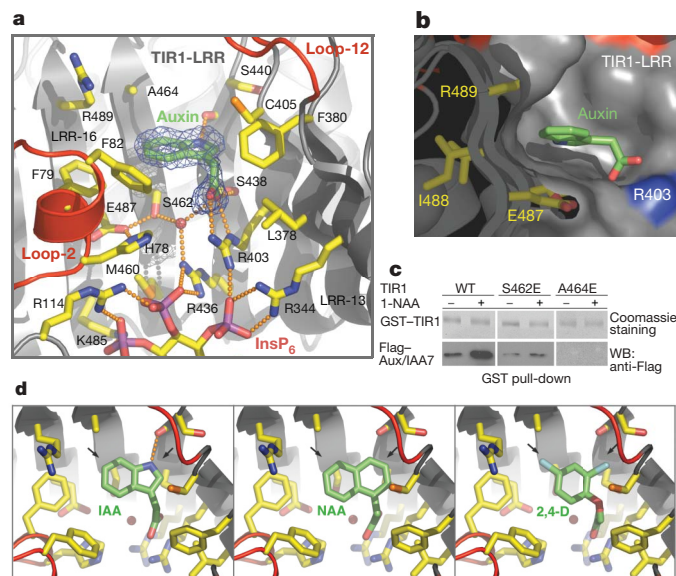 a
TIR1-LRR
Loop-12
S440
A464
Auxin
C405
R489
F380
LRR-16
F82
F79
S462
S438
E487
L378
Loop-2
H78
R403
M460
LRR-13
R114
R436
R344
K485
InsP6
b
TIR1-LRR
R489
Auxin
I488
R403
E487
c
TIR1 WT S462E A464E
1-NAA – + – + – +
GST–TIR1 Coomassie
staining
Flag–
Aux/IAA7 WB:
anti-Flag
GST pull-down
d
IAA
NAA
2,4-D